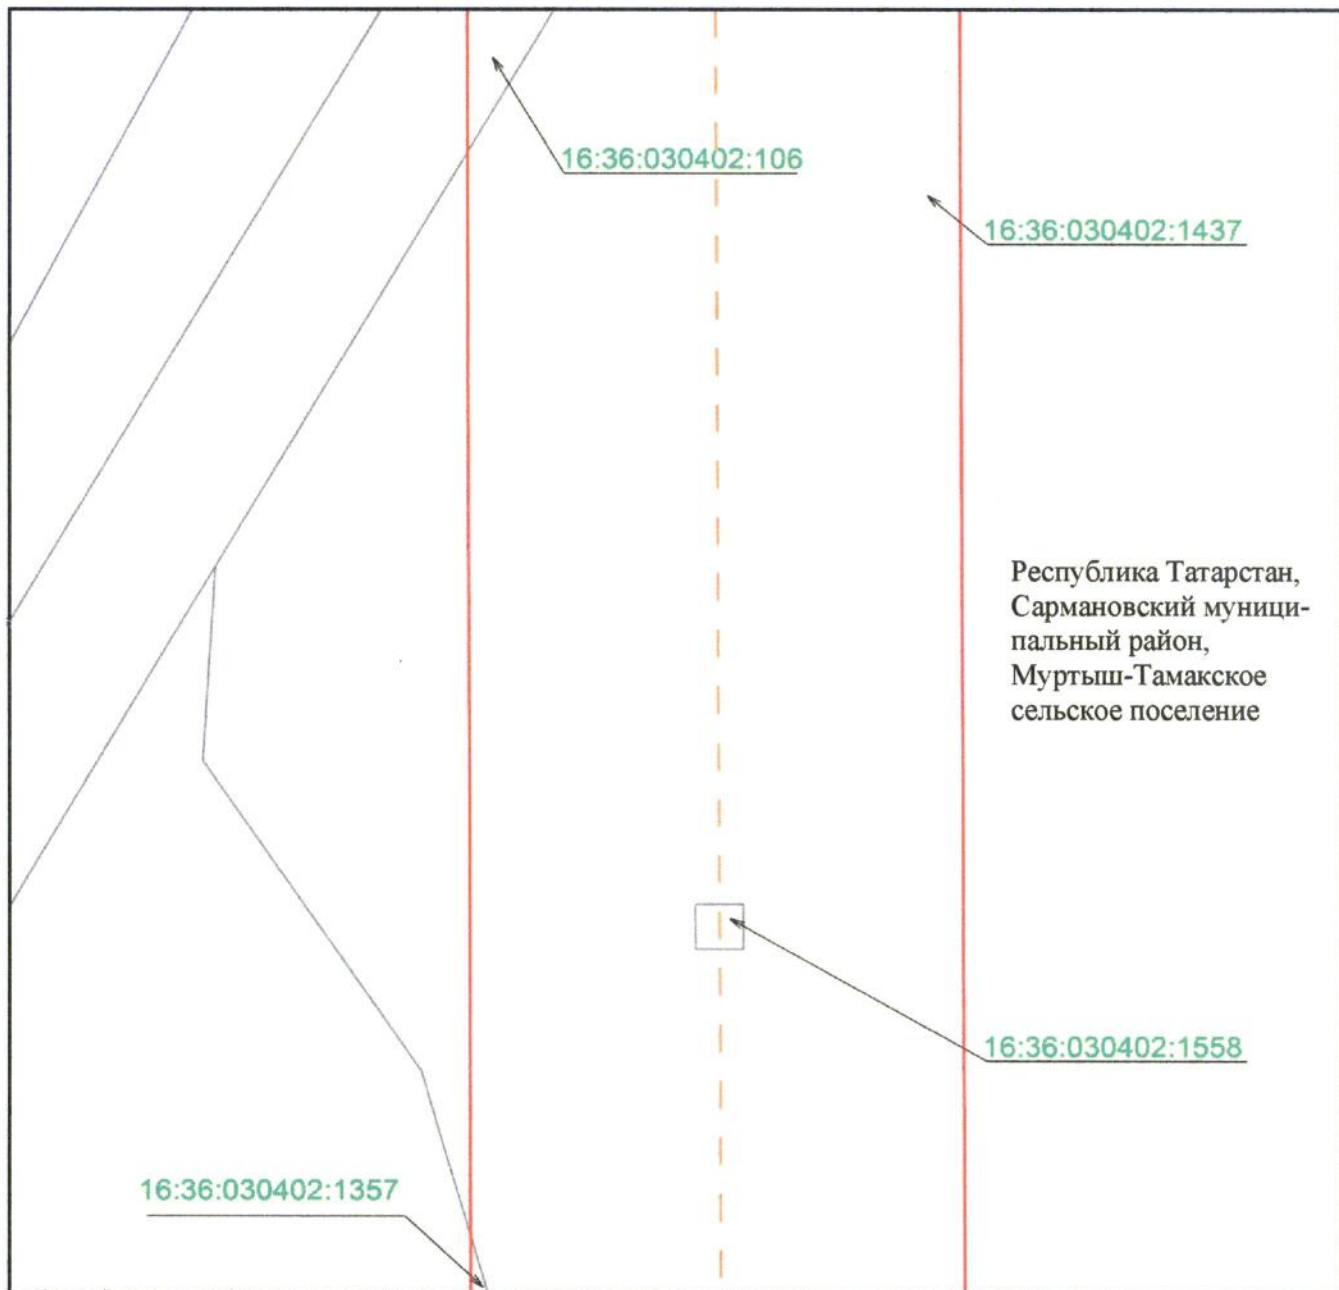 16:36:030402:106
16:36:030402:1437
Республика Татарстан,
Сармановский муници-
пальный район,
Муртыш-Тамакское
сельское поселение
16:36:030402:1558
16:36:030402:1357